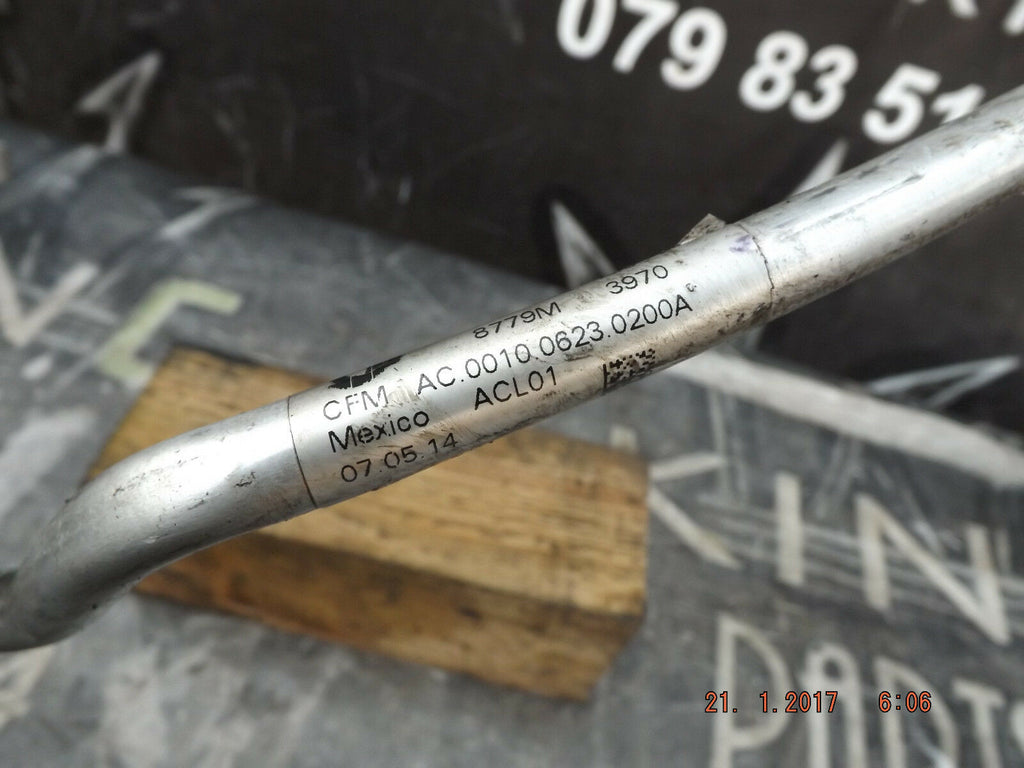 079 83 51
8779M 3970
CFM AC.0010.0623.0200A
Mexico ACL01
07.05.14
KING
PARTS
21. 1.2017 6:06